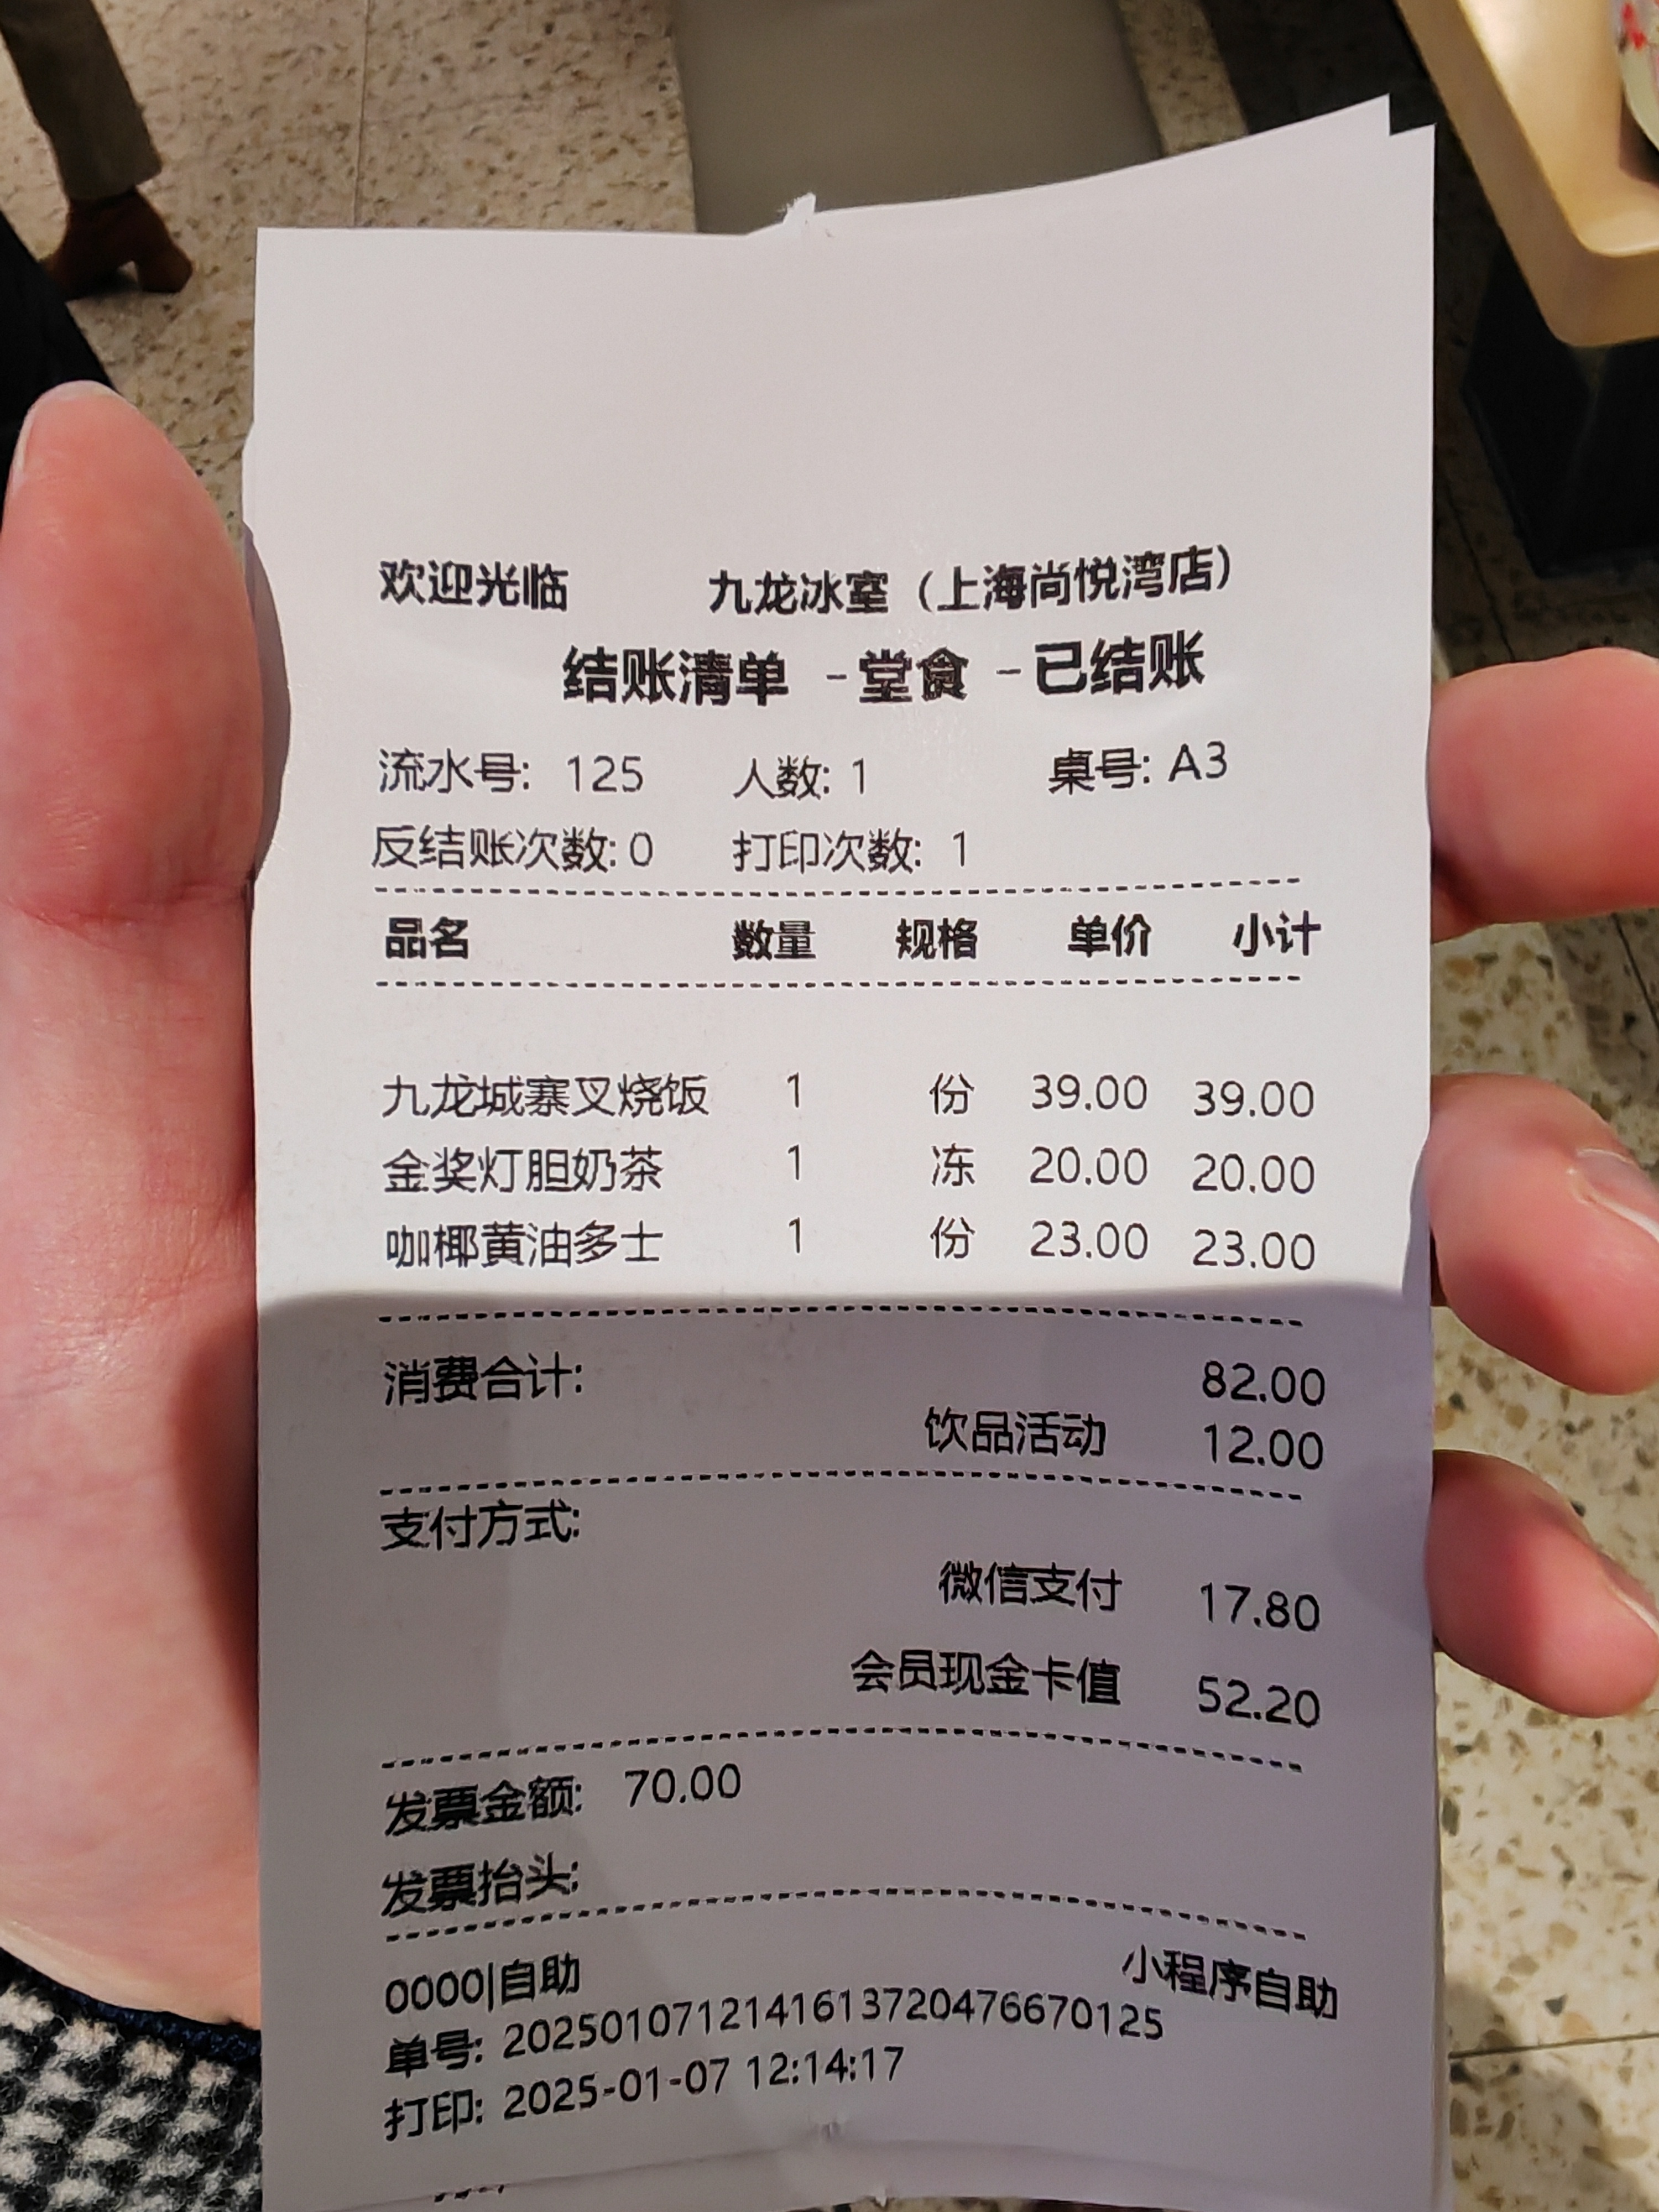 欢迎光临 九龙冰室（上海尚悦湾店）
结账清单 -堂食 -已结账
流水号: 125 人数: 1 桌号: A3
反结账次数: 0 打印次数: 1
品名 数量 规格 单价 小计
九龙城寨叉烧饭 1 份 39.00 39.00
金奖灯胆奶茶 1 冻 20.00 20.00
咖椰黄油多士 1 份 23.00 23.00
消费合计: 82.00
饮品活动 12.00
支付方式:
微信支付 17.80
会员现金卡值 52.20
发票金额: 70.00
发票抬头:
0000|自助 小程序自助
单号: 20250107121416137204766​70125
打印: 2025-01-07 12:14:17